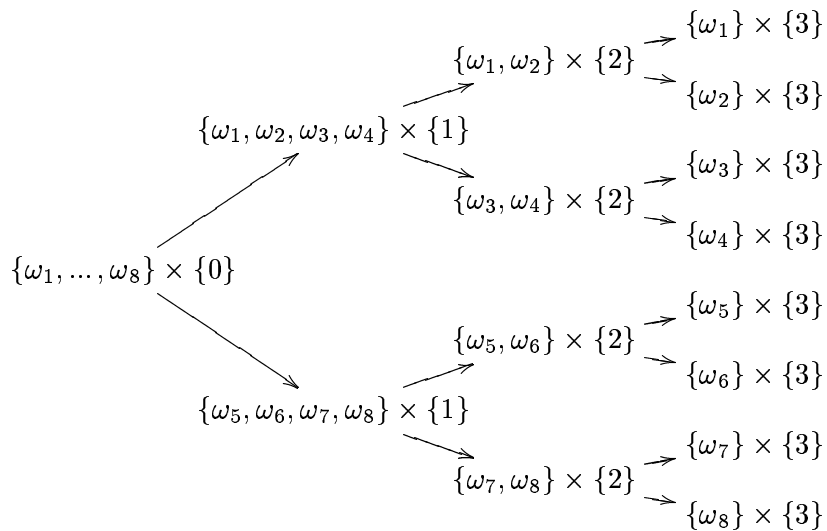 {ω₁} × {3}
{ω₁, ω₂} × {2}
{ω₂} × {3}
{ω₁, ω₂, ω₃, ω₄} × {1}
{ω₃} × {3}
{ω₃, ω₄} × {2}
{ω₄} × {3}
{ω₁, ..., ω₈} × {0}
{ω₅} × {3}
{ω₅, ω₆} × {2}
{ω₆} × {3}
{ω₅, ω₆, ω₇, ω₈} × {1}
{ω₇} × {3}
{ω₇, ω₈} × {2}
{ω₈} × {3}